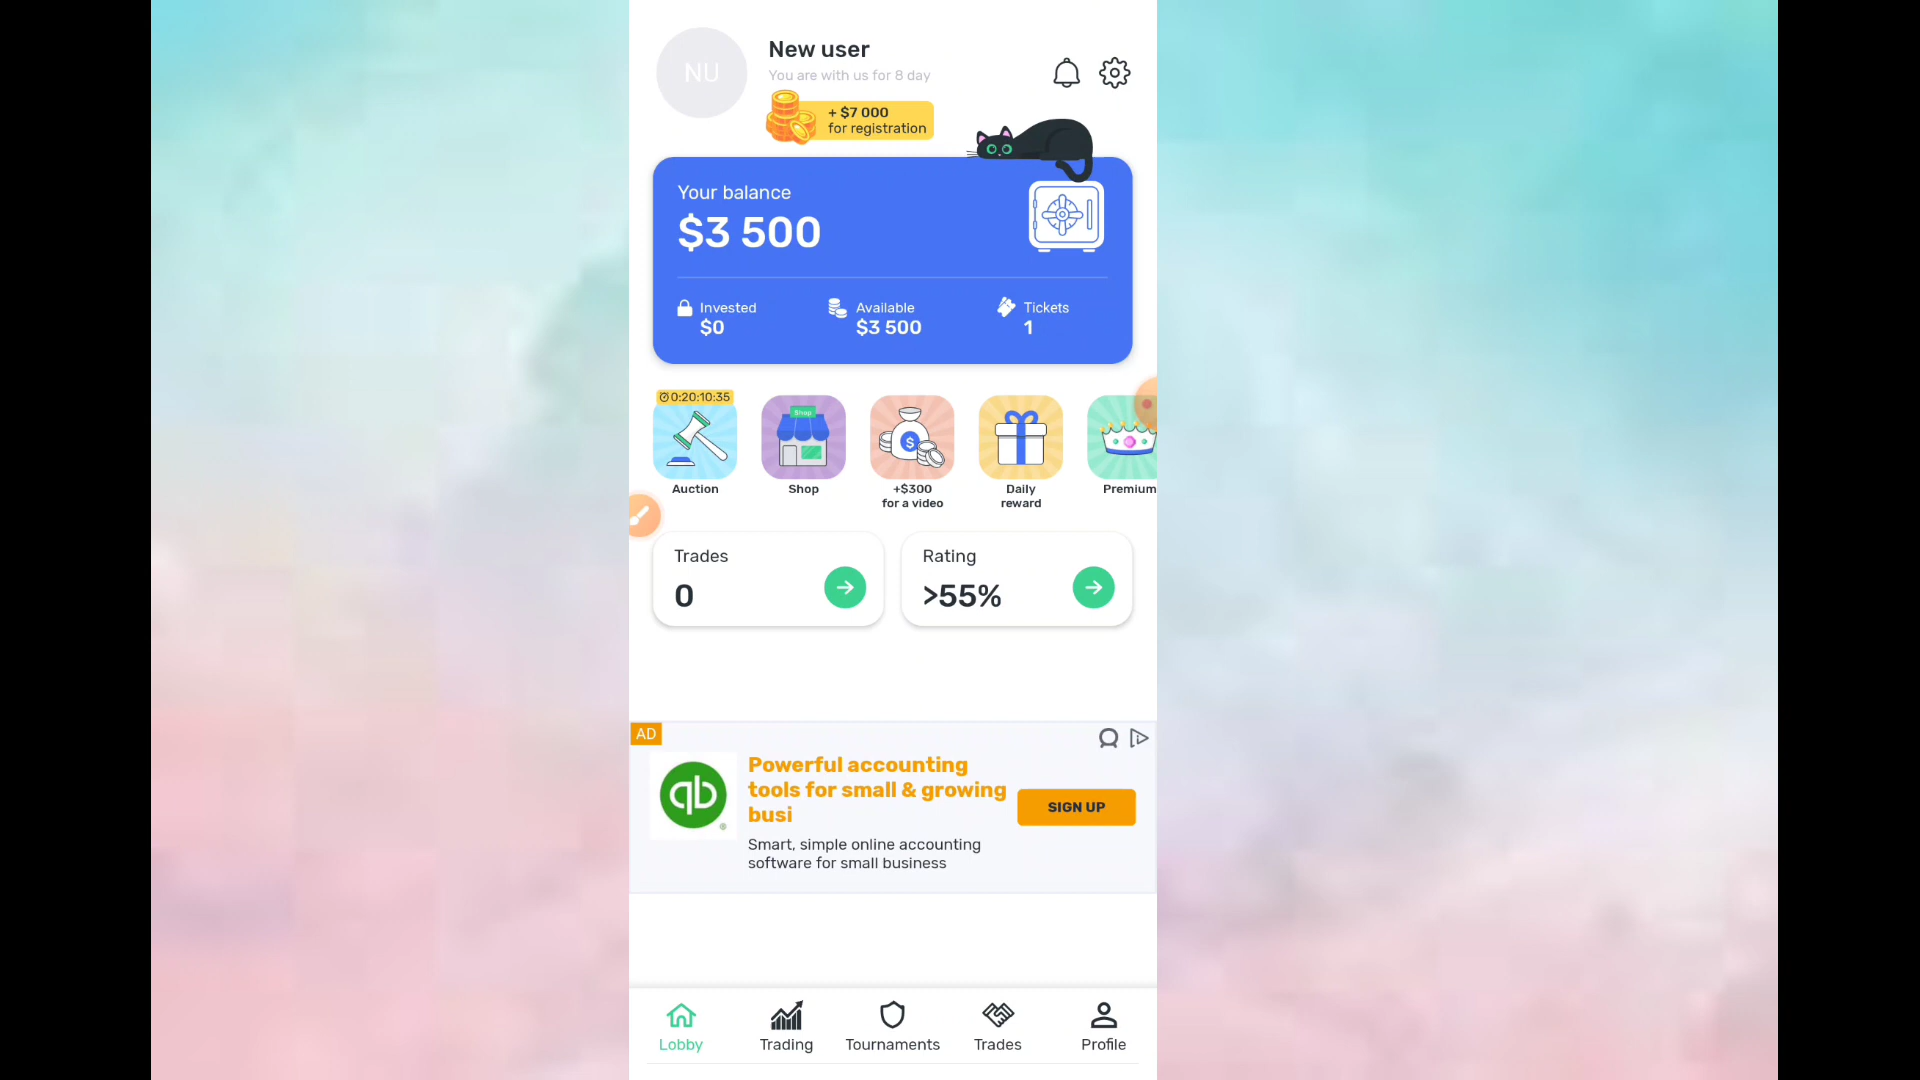 NU
New user
You are with us for 8 day
+ $7 000
for registration
Your balance
$3 500
Invested
$0
Available
$3 500
Tickets
1
0:20:10:35
Auction
Shop
Shop
+$300
for a video
Daily
reward
Premium
Trades
0
Rating
>55%
AD
qb
Powerful accounting
tools for small & growing
busi
Smart, simple online accounting
software for small business
SIGN UP
Lobby
Trading
Tournaments
Trades
Profile